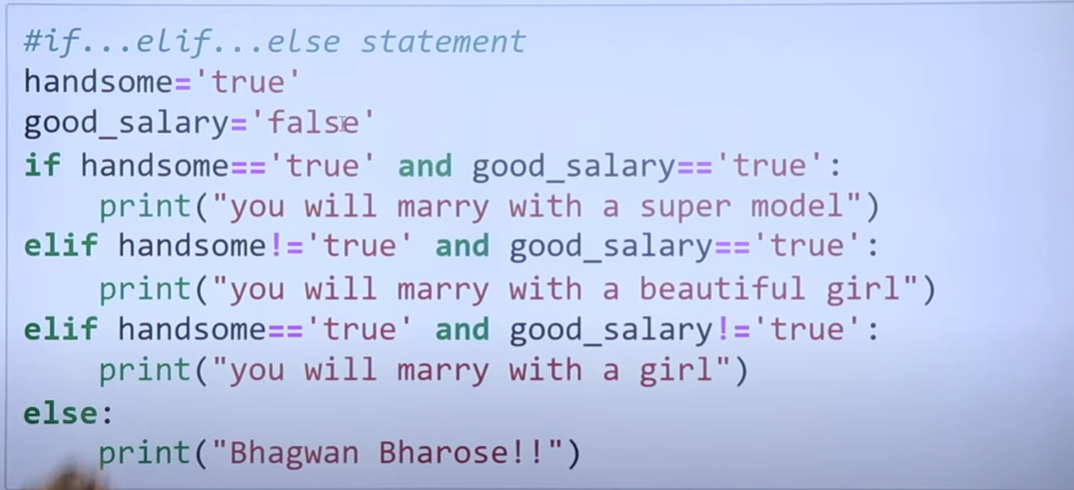 #if...elif...else statement
handsome='true'
good_salary='false'
if handsome=='true' and good_salary=='true':
    print("you will marry with a super model")
elif handsome!='true' and good_salary=='true':
    print("you will marry with a beautiful girl")
elif handsome=='true' and good_salary!='true':
    print("you will marry with a girl")
else:
    print("Bhagwan Bharose!!")